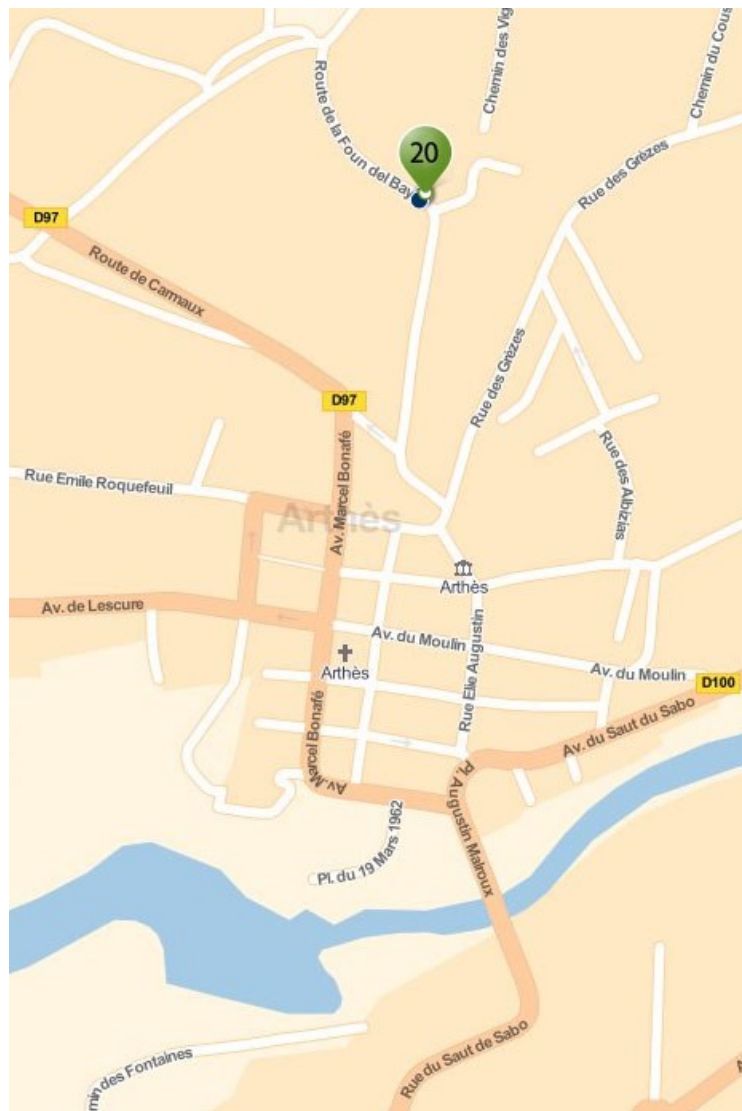 Route de la Foun del Bay
Chemin des Vig
Chemin du Cous
20
Rue des Grèzes
D97
Route de Carmaux
D97
Rue des Grèzes
Rue Emile Roquefeuil
Av. Marcel Bonafé
Arthès
Rue des Albizias
Arthès
Av. de Lescure
Av. du Moulin
Rue Elie Augustin
Av. du Moulin
Arthès
D100
Av. Marcel Bonafé
Av. du Saut du Sabo
Pl. Augustin Malroux
Pl. du 19 Mars 1962
min des Fontaines
Rue du Saut de Sabo
A